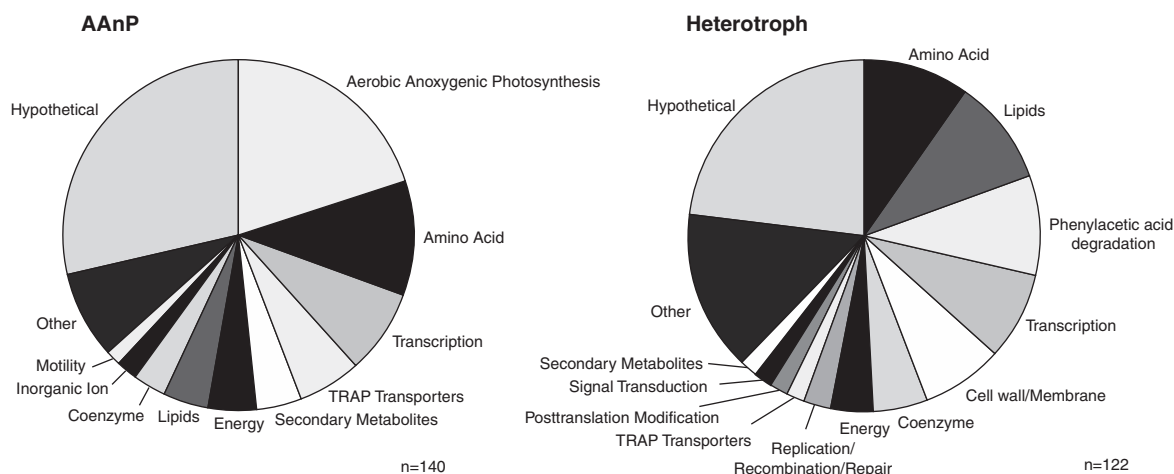 AAnP
Aerobic Anoxygenic Photosynthesis
Hypothetical
Amino Acid
Transcription
Other
Motility
Inorganic Ion
Coenzyme
Lipids
Energy
Secondary Metabolites
TRAP Transporters
n=140
Heterotroph
Amino Acid
Hypothetical
Lipids
Phenylacetic acid
degradation
Transcription
Other
Cell wall/Membrane
Secondary Metabolites
Signal Transduction
Posttranslation Modification
TRAP Transporters
Replication/
Recombination/Repair
Energy
Coenzyme
n=122